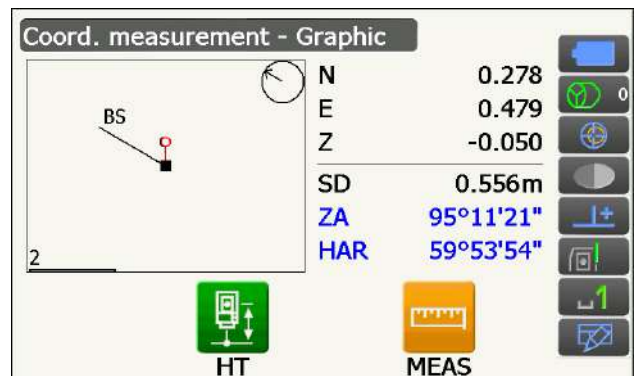 Coord. measurement - Graphic
BS
2
N 0.278
E 0.479
Z -0.050
SD 0.556m
ZA 95°11'21"
HAR 59°53'54"
HT
MEAS
0
1